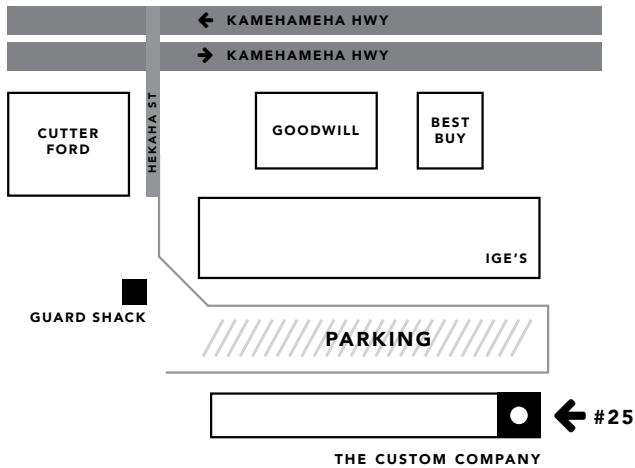 ← KAMEHAMEHA HWY
→ KAMEHAMEHA HWY
HEKAHA ST
CUTTER
FORD
GOODWILL
BEST
BUY
IGE'S
GUARD SHACK
PARKING
← #25
THE CUSTOM COMPANY